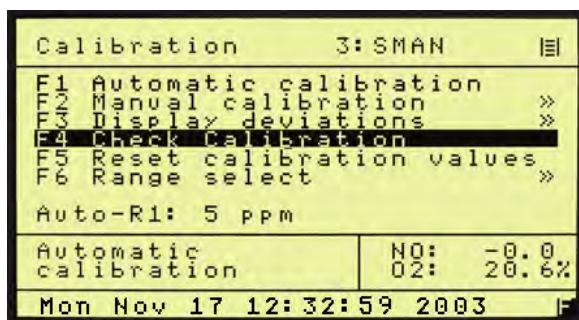 Calibration 3:SMAN
F1 Automatic calibration
F2 Manual calibration »
F3 Display deviations »
F4 Check Calibration
F5 Reset calibration values
F6 Range select »
Auto-R1: 5 ppm
Automatic calibration
NO: -0.0
O2: 20.6%
Mon Nov 17 12:32:59 2003 F